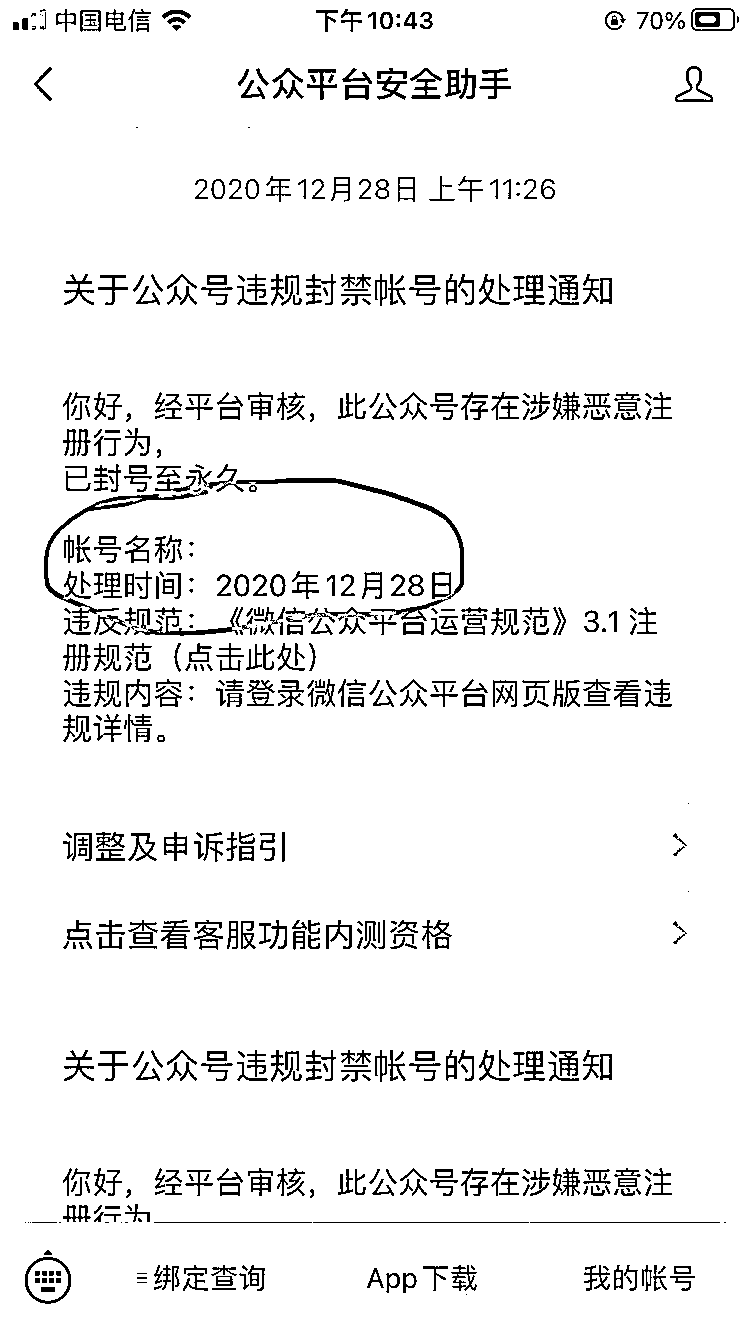 中国电信 下午10:43 70%
公众平台安全助手
2020年12月28日 上午11:26
关于公众号违规封禁帐号的处理通知
你好，经平台审核，此公众号存在涉嫌恶意注
册行为，
已封号至永久。
帐号名称：
处理时间：2020年12月28日
违反规范：《微信公众平台运营规范》3.1 注
册规范（点击此处）
违规内容：请登录微信公众平台网页版查看违
规详情。
调整及申诉指引
点击查看客服功能内测资格
关于公众号违规封禁帐号的处理通知
你好，经平台审核，此公众号存在涉嫌恶意注
册行为
≡绑定查询 App下载 我的帐号